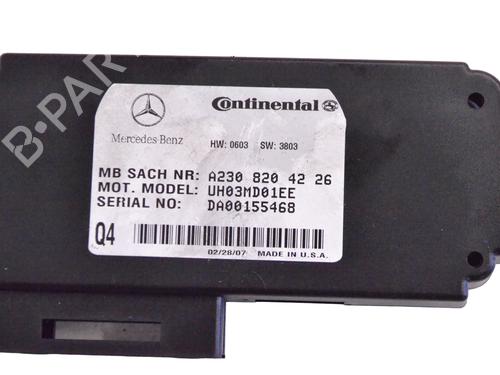 B-PAR
Mercedes-Benz
Continental
HW: 0603 SW: 3803
MB SACH NR: A230 820 42 26
MOT. MODEL: UH03MD01EE
SERIAL NO: DA00155468
Q4
02/28/07 MADE IN U.S.A.